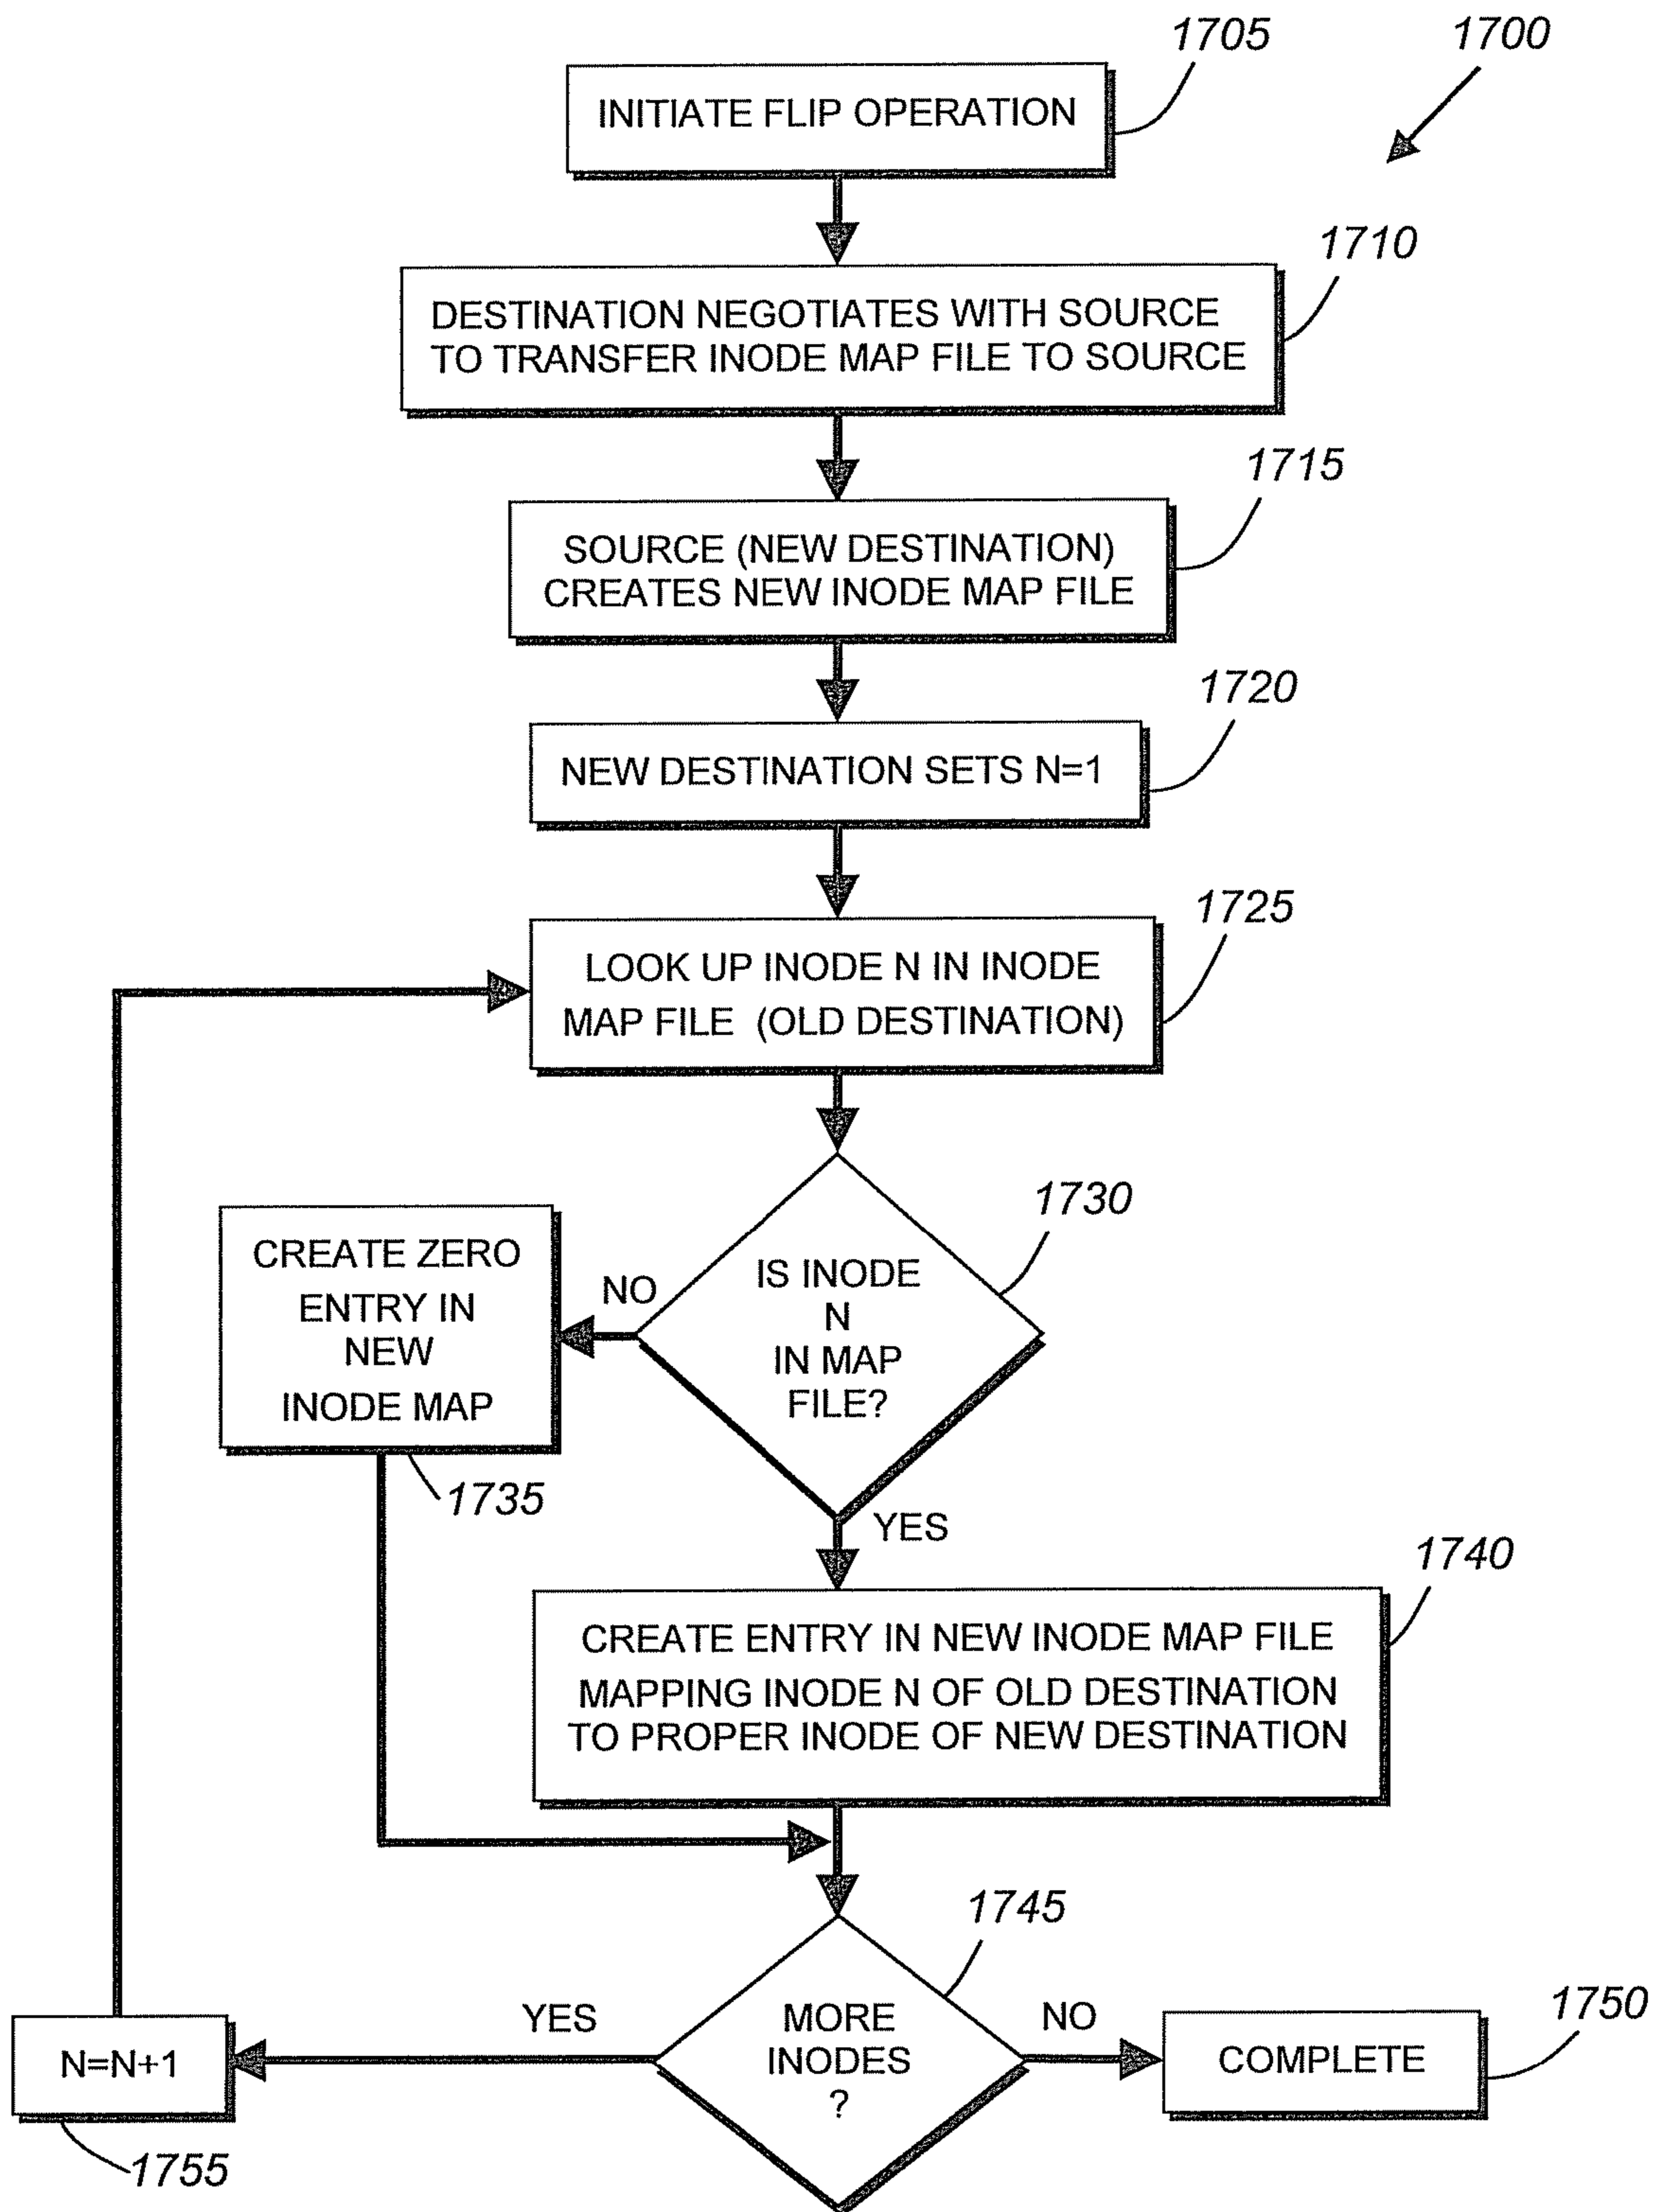 1705
1700
INITIATE FLIP OPERATION
1710
DESTINATION NEGOTIATES WITH SOURCE
TO TRANSFER INODE MAP FILE TO SOURCE
1715
SOURCE (NEW DESTINATION)
CREATES NEW INODE MAP FILE
1720
NEW DESTINATION SETS N=1
1725
LOOK UP INODE N IN INODE
MAP FILE (OLD DESTINATION)
1730
IS INODE
N
IN MAP
FILE?
NO
CREATE ZERO
ENTRY IN
NEW
INODE MAP
1735
YES
1740
CREATE ENTRY IN NEW INODE MAP FILE
MAPPING INODE N OF OLD DESTINATION
TO PROPER INODE OF NEW DESTINATION
1745
MORE
INODES
?
YES
NO
1750
COMPLETE
N=N+1
1755